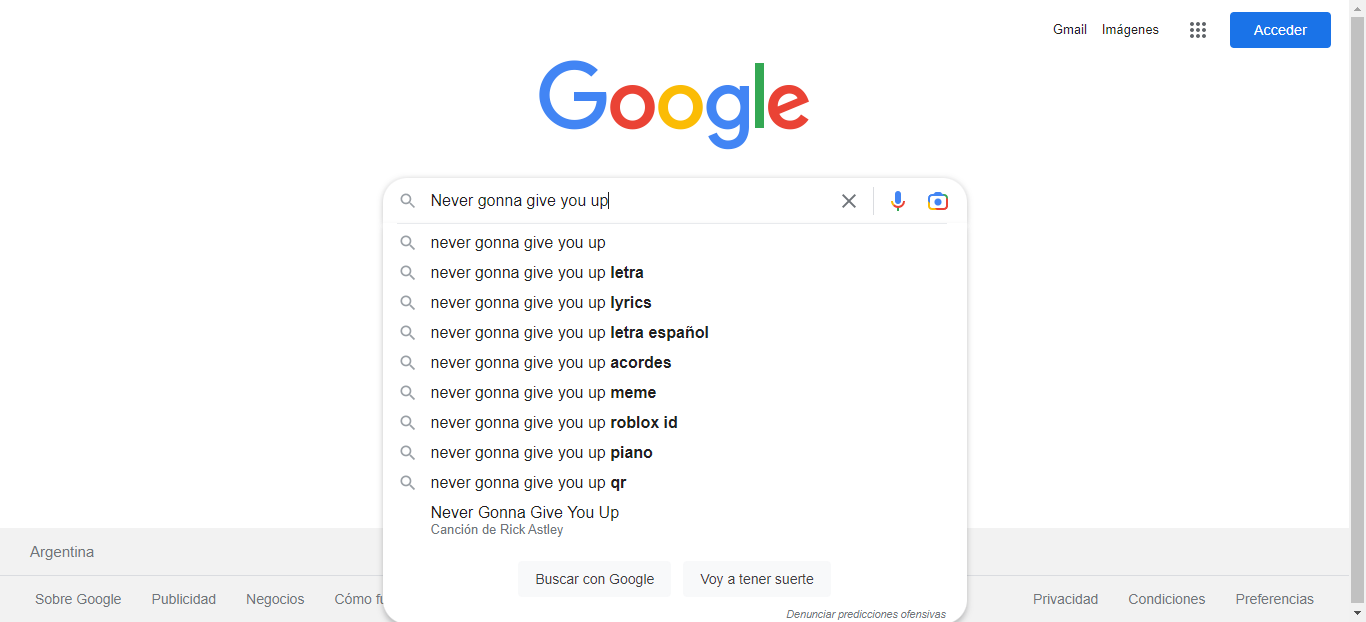 Gmail Imágenes Acceder
Google
Never gonna give you up
never gonna give you up
never gonna give you up letra
never gonna give you up lyrics
never gonna give you up letra español
never gonna give you up acordes
never gonna give you up meme
never gonna give you up roblox id
never gonna give you up piano
never gonna give you up qr
Never Gonna Give You Up
Canción de Rick Astley
Argentina
Buscar con Google Voy a tener suerte
Sobre Google Publicidad Negocios Cómo Privacidad Condiciones Preferencias
Denunciar predicciones ofensivas